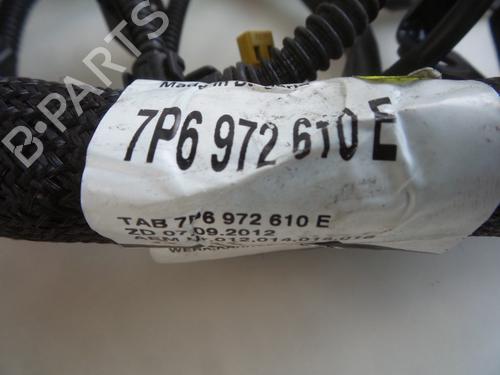 B-PARTS
Made in
7P6 972 610 E
TAB 7P6 972 610 E
ZD 07.09.2012